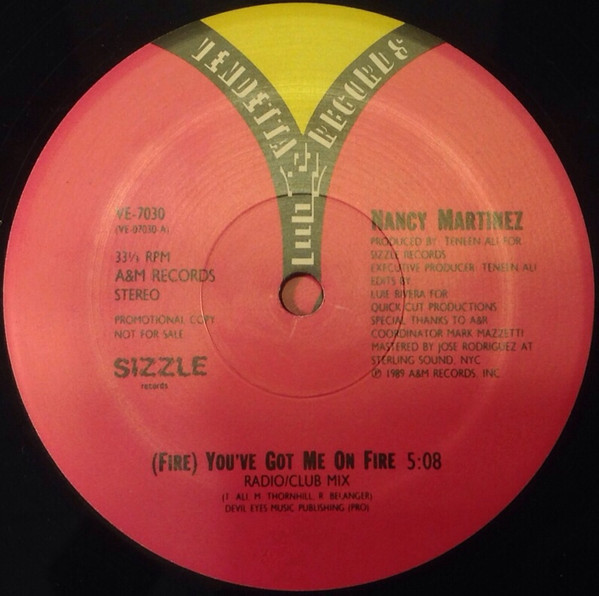 VENDETTA RECORDS
VE-7030
(VE-07030-A)
33⅓ RPM
A&M RECORDS
STEREO
PROMOTIONAL COPY
NOT FOR SALE
SIZZLE
records
NANCY MARTINEZ
PRODUCED BY TENEEN ALI FOR
SIZZLE RECORDS
EXECUTIVE PRODUCER TENEEN ALI
EDITS BY
LUIE RIVERA FOR
QUICK CUT PRODUCTIONS
SPECIAL THANKS TO A&R
COORDINATOR MARK MAZZETTI
MASTERED BY JOSE RODRIGUEZ AT
STERLING SOUND, NYC
℗ 1989 A&M RECORDS, INC.
(FIRE) YOU'VE GOT ME ON FIRE 5:08
RADIO/CLUB MIX
(T. ALI, M. THORNHILL, R. BELANGER)
DEVIL EYES MUSIC PUBLISHING (PRO)